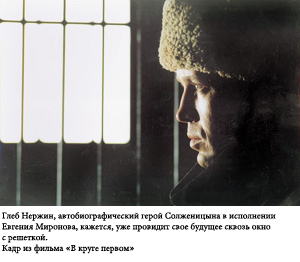 Глеб Нержин, автобиографический герой Солженицына в исполнении
Евгения Миронова, кажется, уже провидит свое будущее сквозь окно
с решеткой.
Кадр из фильма «В круге первом»